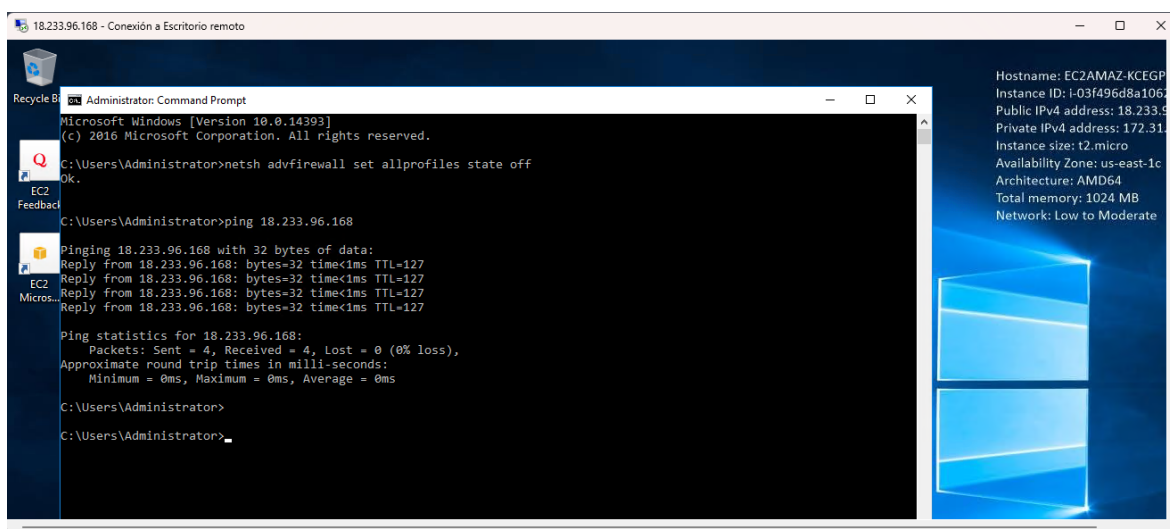 18.233.96.168 - Conexión a Escritorio remoto
Recycle Bi
Administrator: Command Prompt
Microsoft Windows [Version 10.0.14393]
(c) 2016 Microsoft Corporation. All rights reserved.
C:\Users\Administrator>netsh advfirewall set allprofiles state off
Ok.
C:\Users\Administrator>ping 18.233.96.168
Pinging 18.233.96.168 with 32 bytes of data:
Reply from 18.233.96.168: bytes=32 time<1ms TTL=127
Reply from 18.233.96.168: bytes=32 time<1ms TTL=127
Reply from 18.233.96.168: bytes=32 time<1ms TTL=127
Reply from 18.233.96.168: bytes=32 time<1ms TTL=127
Ping statistics for 18.233.96.168:
Packets: Sent = 4, Received = 4, Lost = 0 (0% loss),
Approximate round trip times in milli-seconds:
Minimum = 0ms, Maximum = 0ms, Average = 0ms
C:\Users\Administrator>
C:\Users\Administrator>
Q
EC2
Feedback
EC2
Micros...
Hostname: EC2AMAZ-KCEGP
Instance ID: i-03f496d8a1062
Public IPv4 address: 18.233.9
Private IPv4 address: 172.31.
Instance size: t2.micro
Availability Zone: us-east-1c
Architecture: AMD64
Total memory: 1024 MB
Network: Low to Moderate